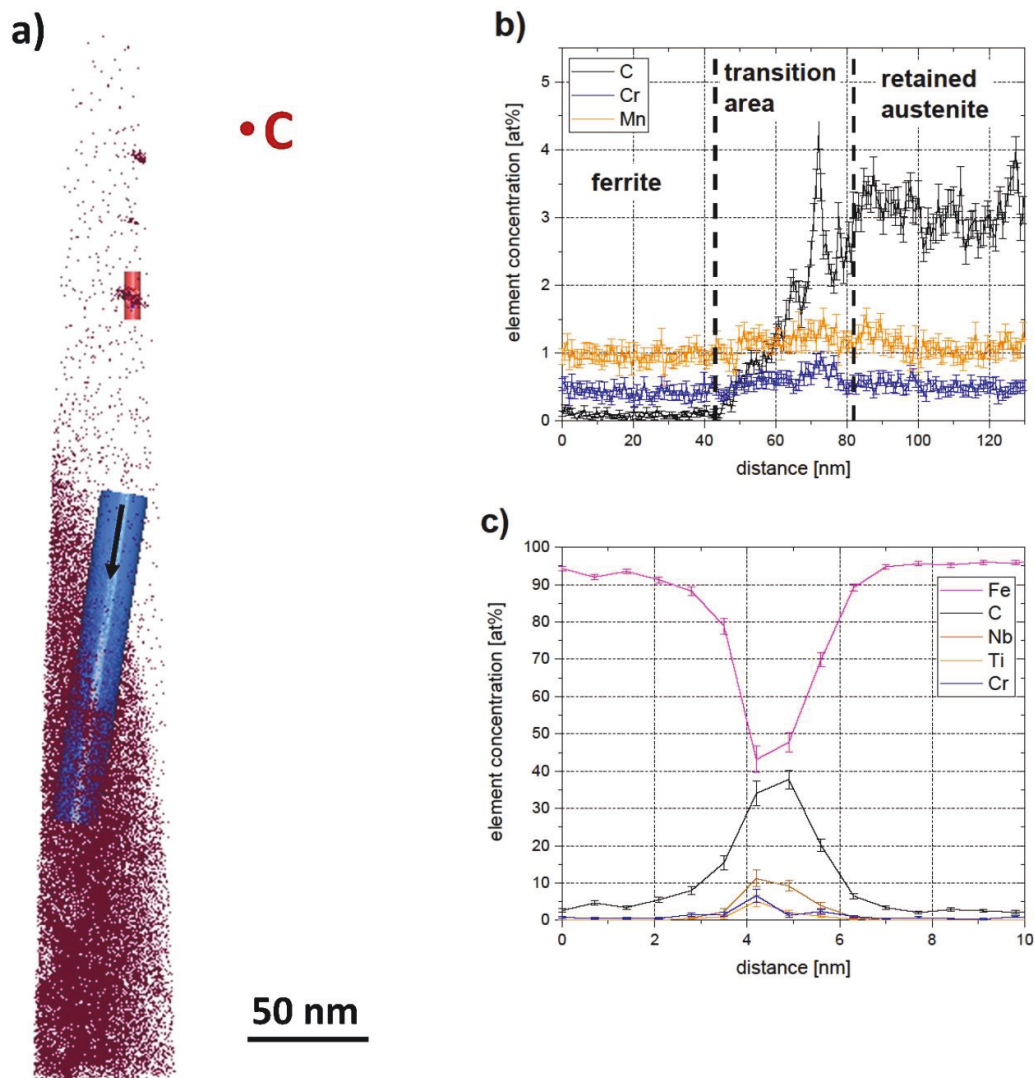 a)
• C
50 nm
b)
C
Cr
Mn
transition
area
retained
austenite
ferrite
element concentration [at%]
5
4
3
2
1
0
0 20 40 60 80 100 120
distance [nm]
c)
Fe
C
Nb
Ti
Cr
element concentration [at%]
100
90
80
70
60
50
40
30
20
10
0
0 2 4 6 8 10
distance [nm]